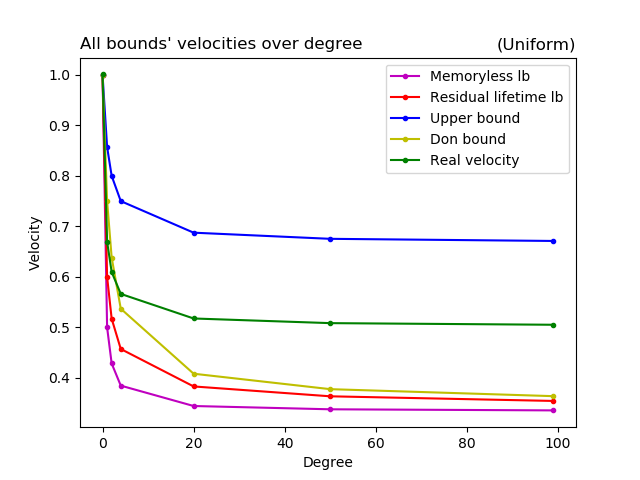 All bounds' velocities over degree (Uniform)
Memoryless lb
Residual lifetime lb
Upper bound
Don bound
Real velocity
Velocity
1.0
0.9
0.8
0.7
0.6
0.5
0.4
0 20 40 60 80 100
Degree